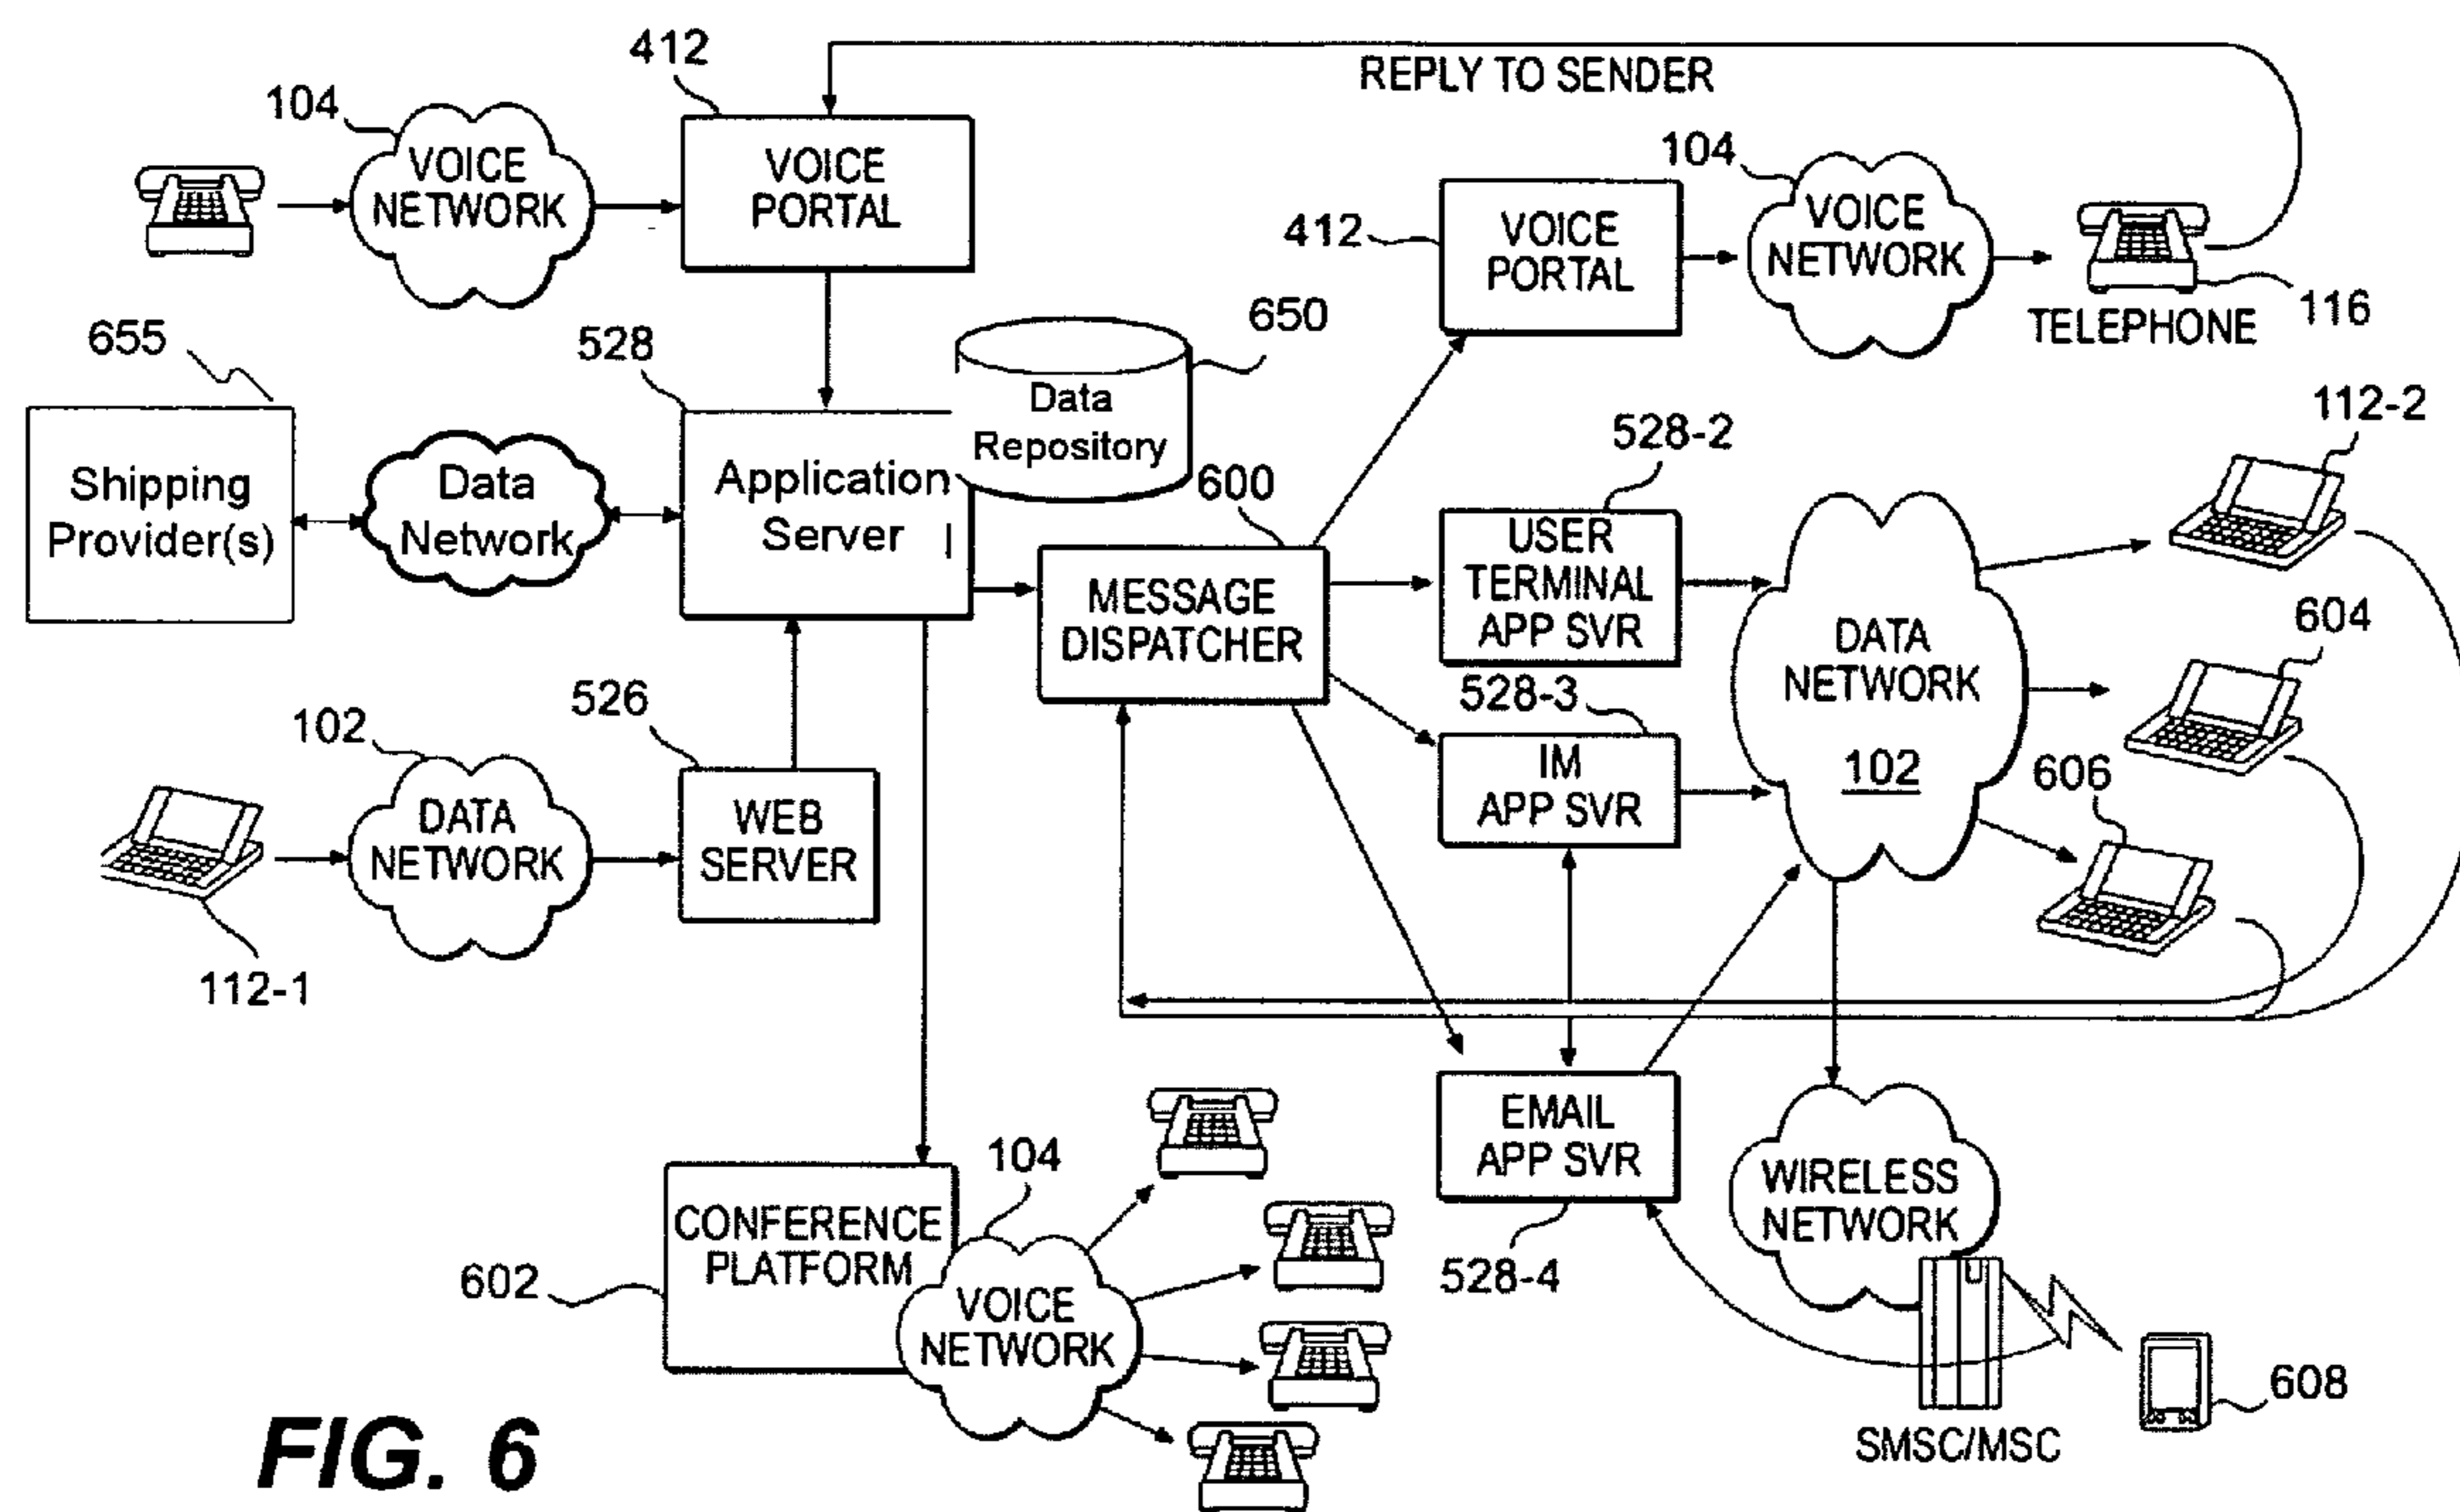 412
REPLY TO SENDER
104
VOICE
NETWORK
VOICE
PORTAL
104
412
VOICE
PORTAL
VOICE
NETWORK
116
TELEPHONE
655
528
650
Data
Repository
Shipping
Provider(s)
Data
Network
Application
Server
600
MESSAGE
DISPATCHER
528-2
USER
TERMINAL
APP SVR
112-2
604
DATA
NETWORK
102
606
528-3
IM
APP SVR
526
102
DATA
NETWORK
WEB
SERVER
112-1
EMAIL
APP SVR
528-4
WIRELESS
NETWORK
104
CONFERENCE
PLATFORM
602
VOICE
NETWORK
608
SMSC/MSC
FIG. 6